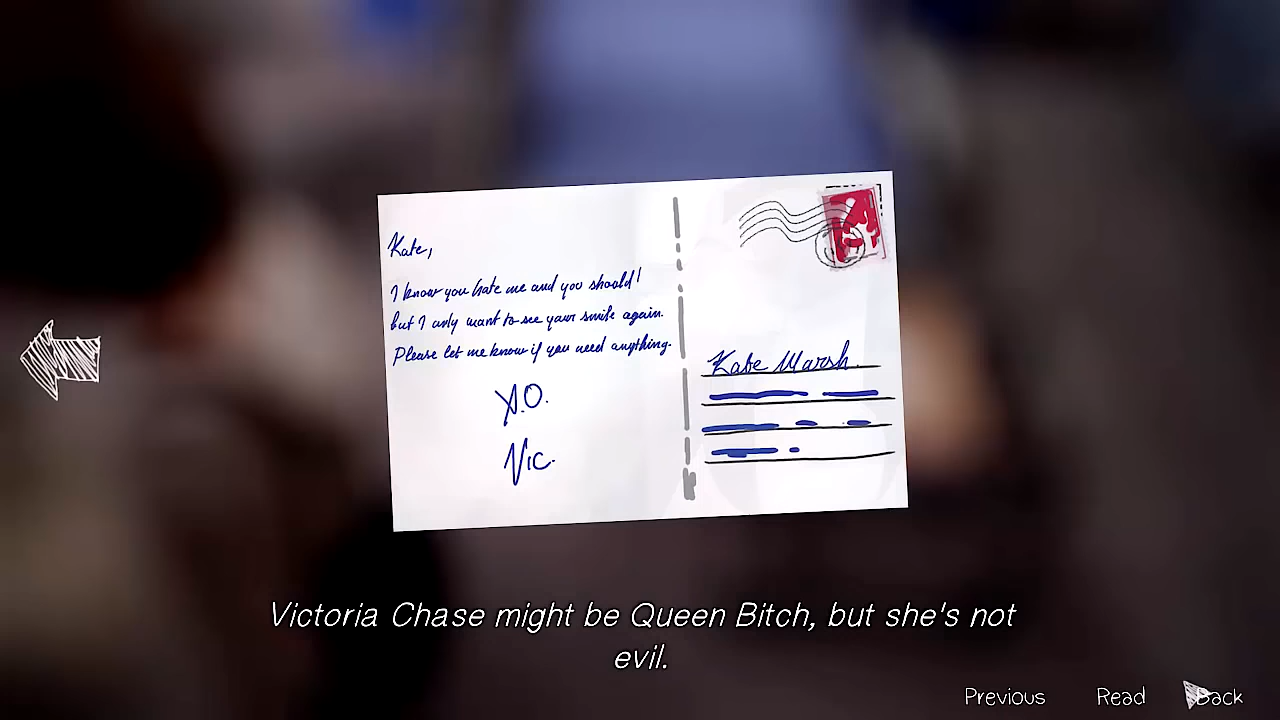 Kate,
I know you hate me and you should!
but I only want to see your smile again.
Please let me know if you need anything.
X.O.
Vic.
Kate Marsh.
Victoria Chase might be Queen Bitch, but she's not
evil.
Previous Read Back